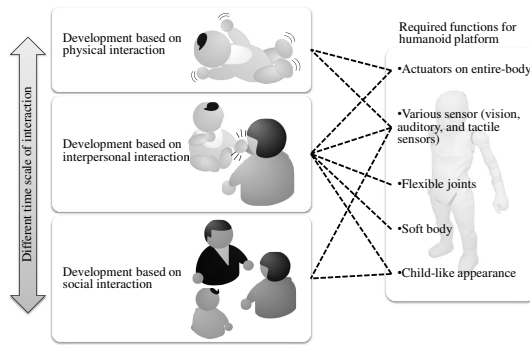 Different time scale of interaction
Development based on
physical interaction
Development based on
interpersonal interaction
Development based on
social interaction
Required functions for
humanoid platform
•Actuators on entire-body
•Various sensor (vision,
auditory, and tactile
sensors)
•Flexible joints
•Soft body
•Child-like appearance